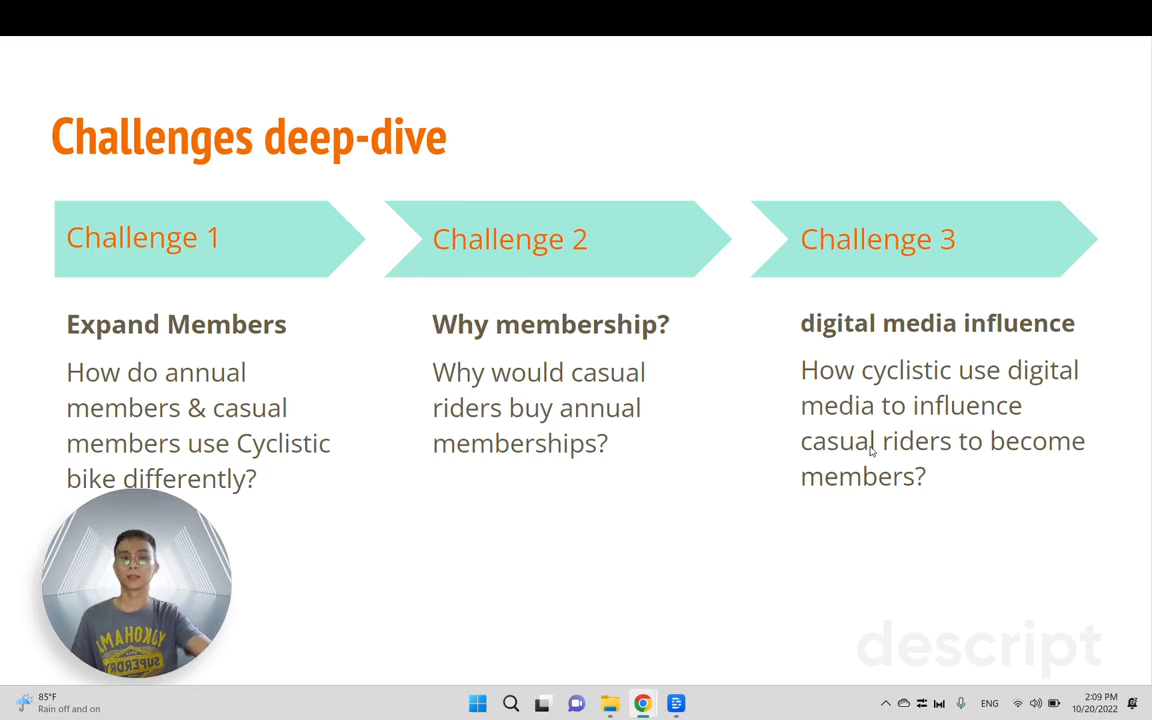 Challenges deep-dive
Challenge 1
Expand Members
How do annual
members & casual
members use Cyclistic
bike differently?
Challenge 2
Why membership?
Why would casual
riders buy annual
memberships?
Challenge 3
digital media influence
How cyclistic use digital
media to influence
casual riders to become
members?
YOKOHAMA
SUPERDRY
descript
85°F
Rain off and on
ENG
2:09 PM
10/20/2022